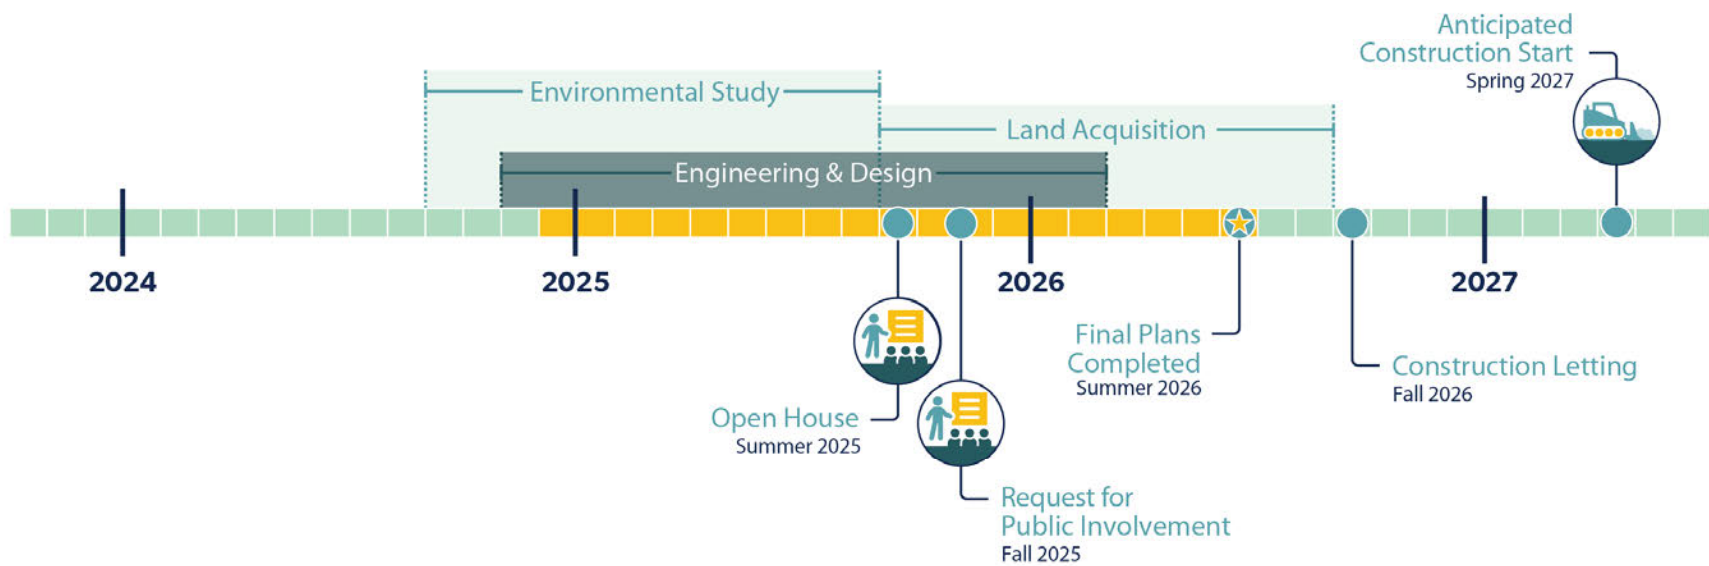 Anticipated
Construction Start
Spring 2027
Environmental Study
Land Acquisition
Engineering & Design
2024
2025
2026
2027
Open House
Summer 2025
Request for
Public Involvement
Fall 2025
Final Plans
Completed
Summer 2026
Construction Letting
Fall 2026